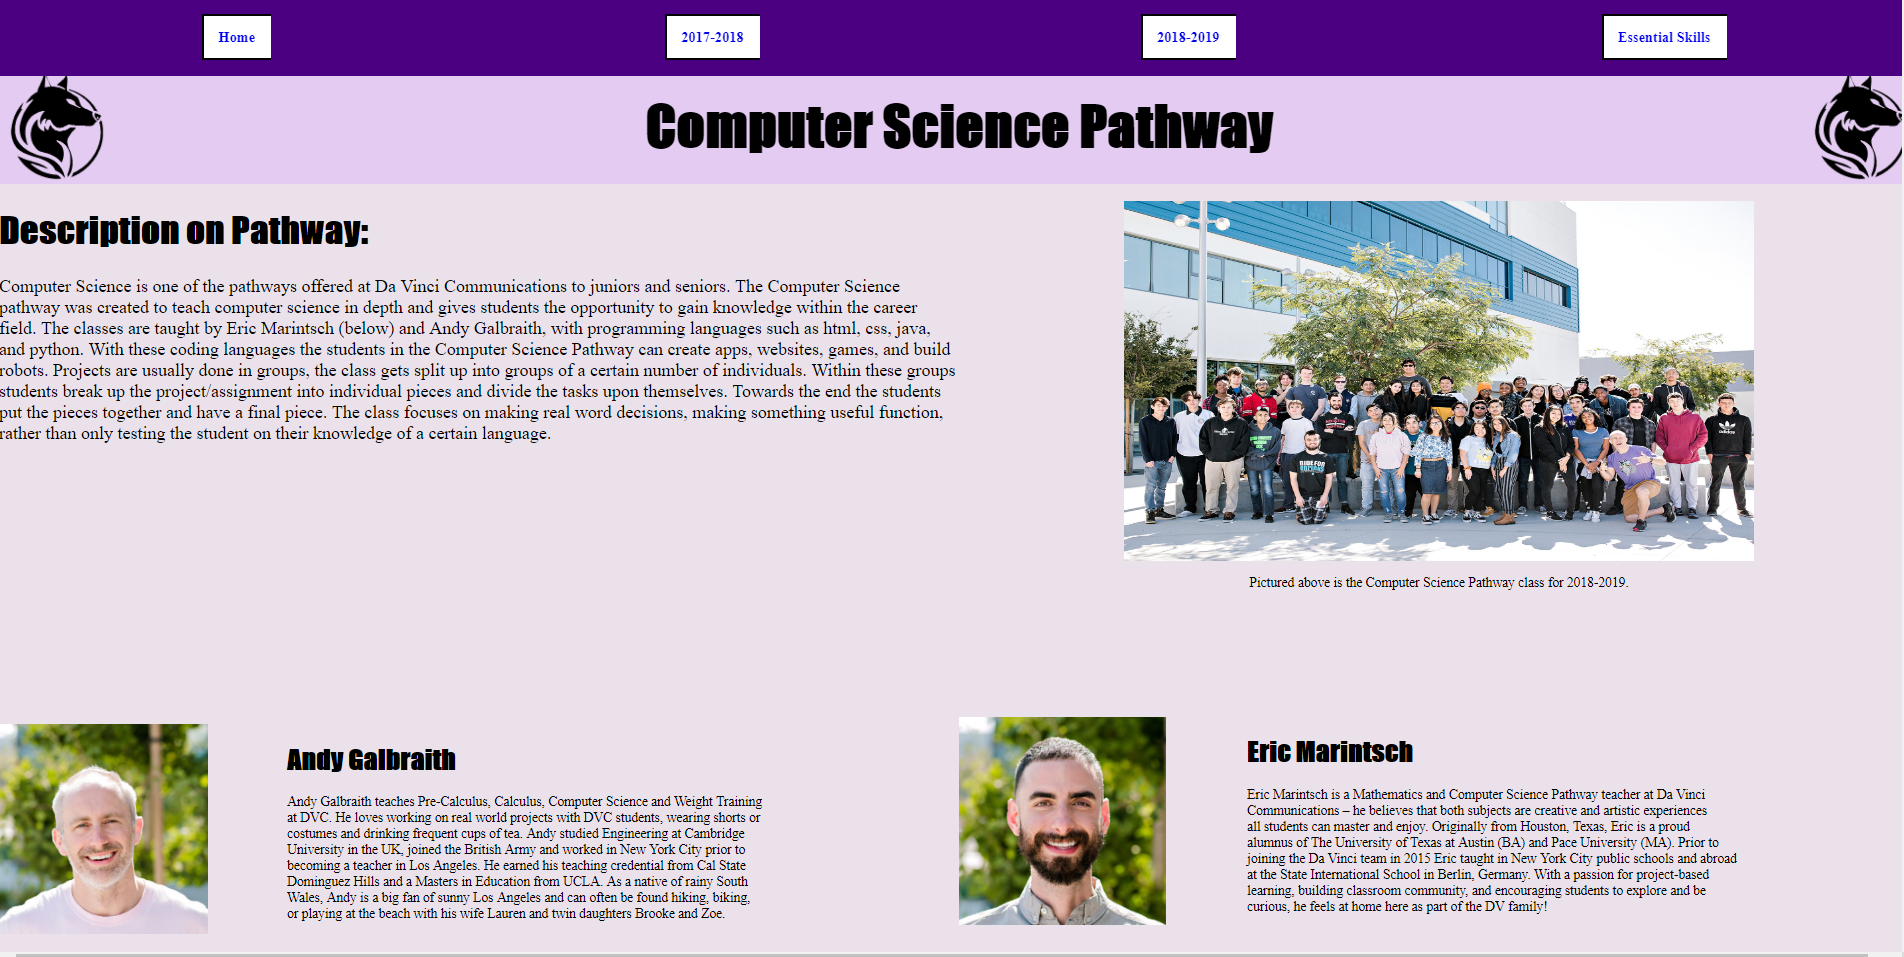 Home
2017-2018
2018-2019
Essential Skills
Computer Science Pathway
Description on Pathway:
Computer Science is one of the pathways offered at Da Vinci Communications to juniors and seniors. The Computer Science
pathway was created to teach computer science in depth and gives students the opportunity to gain knowledge within the career
field. The classes are taught by Eric Marintsch (below) and Andy Galbraith, with programming languages such as html, css, java,
and python. With these coding languages the students in the Computer Science Pathway can create apps, websites, games, and build
robots. Projects are usually done in groups, the class gets split up into groups of a certain number of individuals. Within these groups
students break up the project/assignment into individual pieces and divide the tasks upon themselves. Towards the end the students
put the pieces together and have a final piece. The class focuses on making real word decisions, making something useful function,
rather than only testing the student on their knowledge of a certain language.
adidas
Pictured above is the Computer Science Pathway class for 2018-2019.
Andy Galbraith
Andy Galbraith teaches Pre-Calculus, Calculus, Computer Science and Weight Training
at DVC. He loves working on real world projects with DVC students, wearing shorts or
costumes and drinking frequent cups of tea. Andy studied Engineering at Cambridge
University in the UK, joined the British Army and worked in New York City prior to
becoming a teacher in Los Angeles. He earned his teaching credential from Cal State
Dominguez Hills and a Masters in Education from UCLA. As a native of rainy South
Wales, Andy is a big fan of sunny Los Angeles and can often be found hiking, biking,
or playing at the beach with his wife Lauren and twin daughters Brooke and Zoe.
Eric Marintsch
Eric Marintsch is a Mathematics and Computer Science Pathway teacher at Da Vinci
Communications – he believes that both subjects are creative and artistic experiences
all students can master and enjoy. Originally from Houston, Texas, Eric is a proud
alumnus of The University of Texas at Austin (BA) and Pace University (MA). Prior to
joining the Da Vinci team in 2015 Eric taught in New York City public schools and abroad
at the State International School in Berlin, Germany. With a passion for project-based
learning, building classroom community, and encouraging students to explore and be
curious, he feels at home here as part of the DV family!